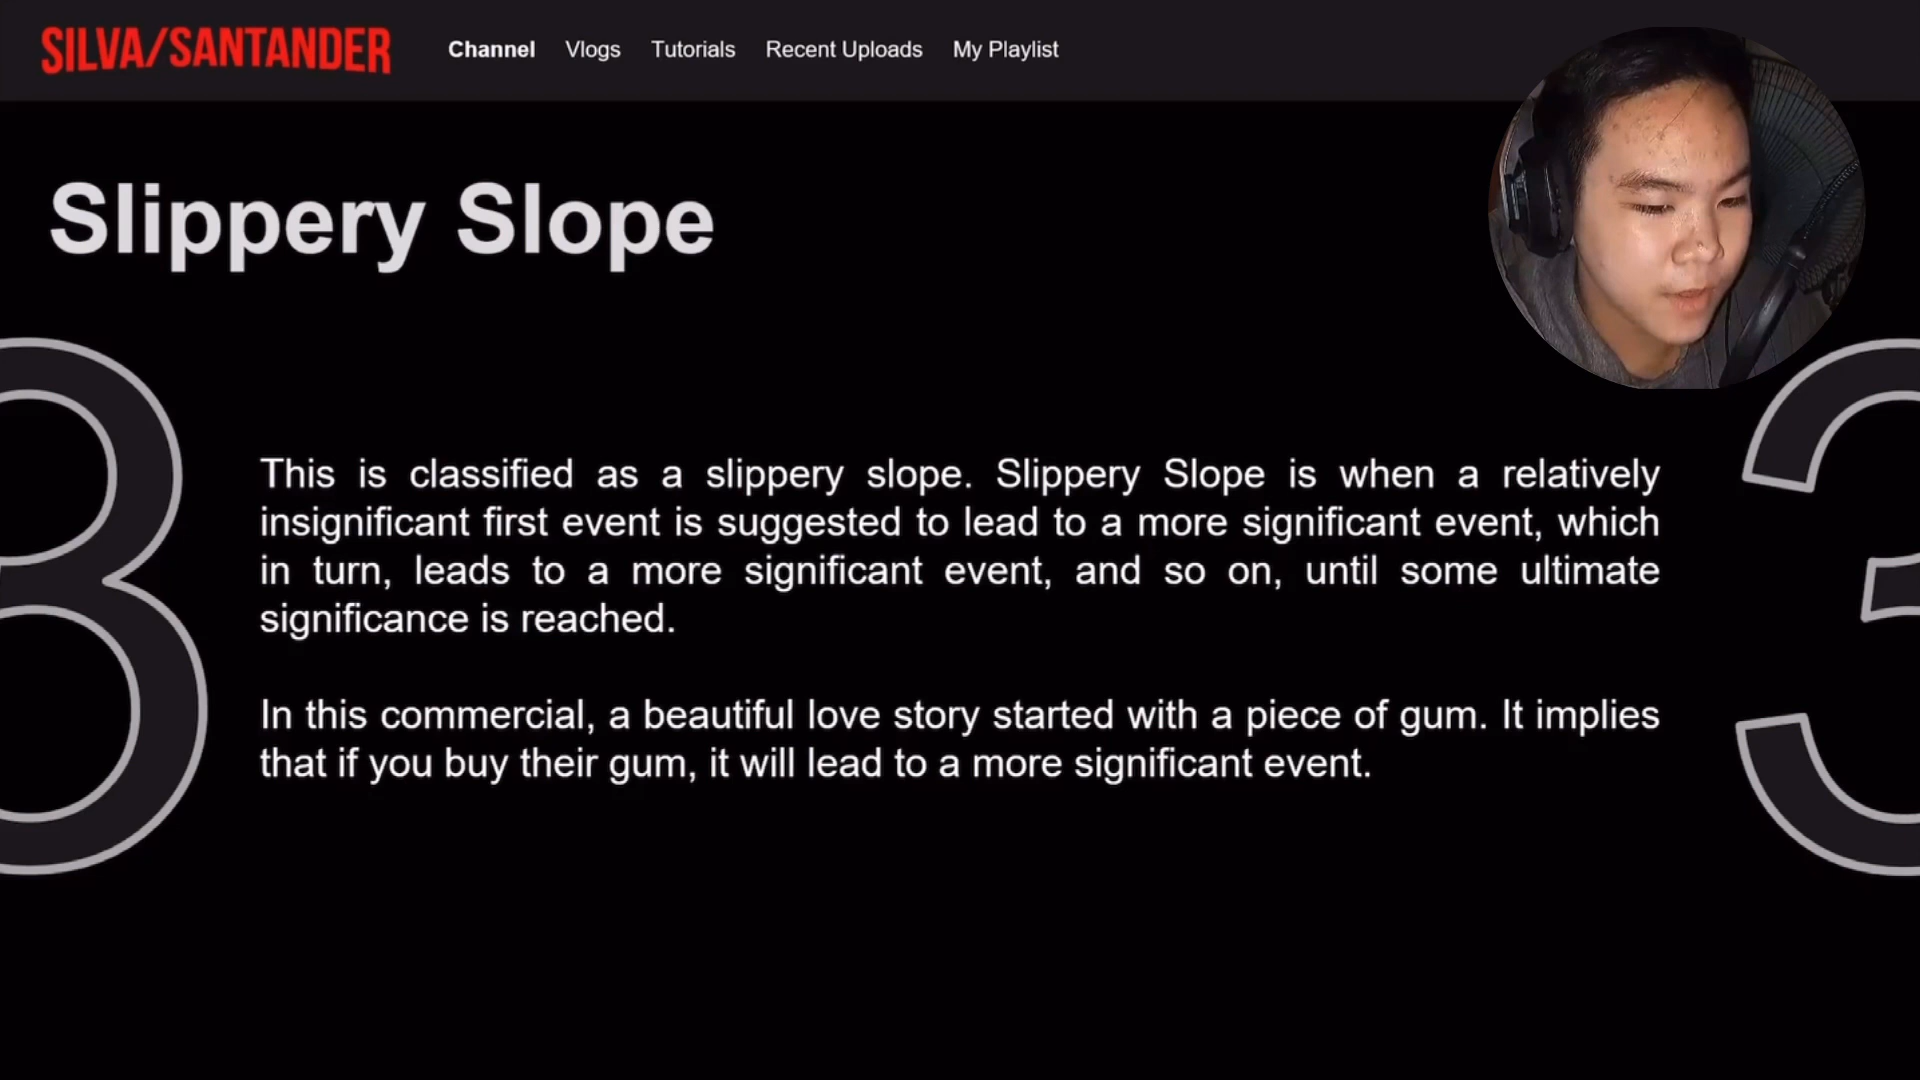 SILVA/SANTANDER Channel Vlogs Tutorials Recent Uploads My Playlist
Slippery Slope
3 3
This is classified as a slippery slope. Slippery Slope is when a relatively
insignificant first event is suggested to lead to a more significant event, which
in turn, leads to a more significant event, and so on, until some ultimate
significance is reached.
In this commercial, a beautiful love story started with a piece of gum. It implies
that if you buy their gum, it will lead to a more significant event.